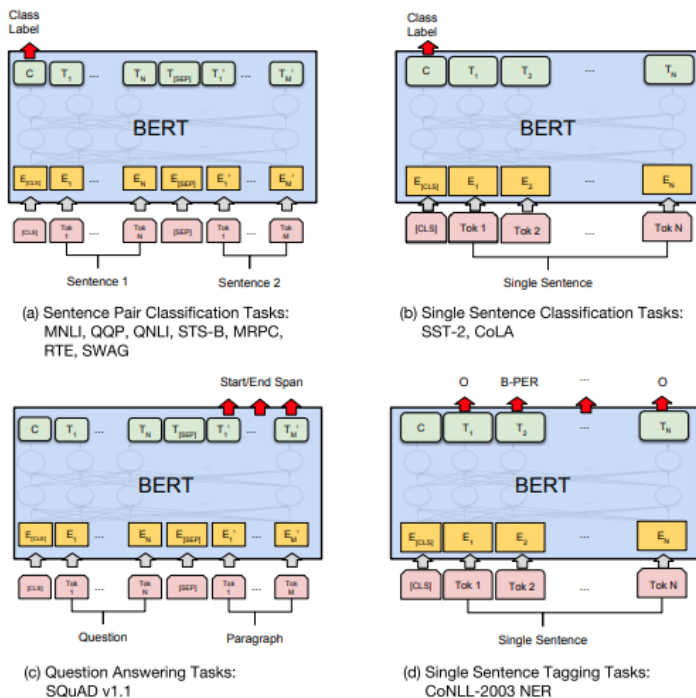 Class
Label
C T1 ... TN T[SEP] T1' ... TM'
BERT
E[CLS] E1 ... EN E[SEP] E1' ... EM'
[CLS] Tok 1 ... Tok N [SEP] Tok 1 ... Tok M
Sentence 1 Sentence 2
(a) Sentence Pair Classification Tasks:
MNLI, QQP, QNLI, STS-B, MRPC,
RTE, SWAG
Class
Label
C T1 T2 ... TN
BERT
E[CLS] E1 E2 ... EN
[CLS] Tok 1 Tok 2 ... Tok N
Single Sentence
(b) Single Sentence Classification Tasks:
SST-2, CoLA
Start/End Span
C T1 ... TN T[SEP] T1' ... TM'
BERT
E[CLS] E1 ... EN E[SEP] E1' ... EM'
[CLS] Tok 1 ... Tok N [SEP] Tok 1 ... Tok M
Question Paragraph
(c) Question Answering Tasks:
SQuAD v1.1
O B-PER ... O
C T1 T2 ... TN
BERT
E[CLS] E1 E2 ... EN
[CLS] Tok 1 Tok 2 ... Tok N
Single Sentence
(d) Single Sentence Tagging Tasks:
CoNLL-2003 NER